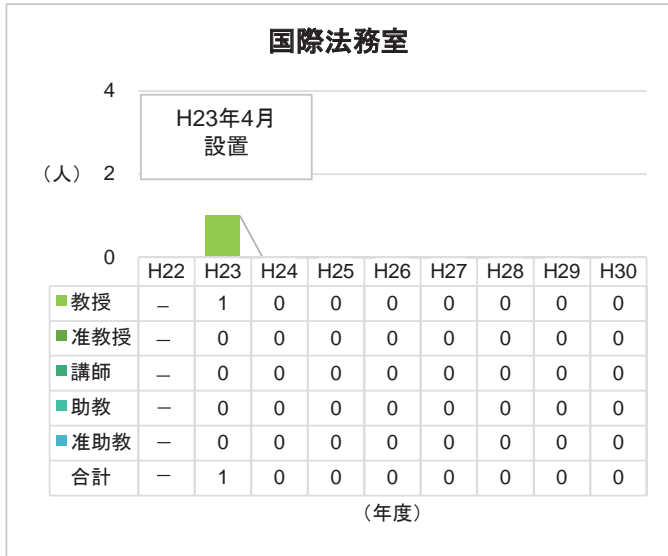 国際法務室
4
H23年4月
設置
（人） 2
0
H22 H23 H24 H25 H26 H27 H28 H29 H30
教授 － 1 0 0 0 0 0 0 0
准教授 － 0 0 0 0 0 0 0 0
講師 － 0 0 0 0 0 0 0 0
助教 － 0 0 0 0 0 0 0 0
准助教 － 0 0 0 0 0 0 0 0
合計 － 1 0 0 0 0 0 0 0
（年度）